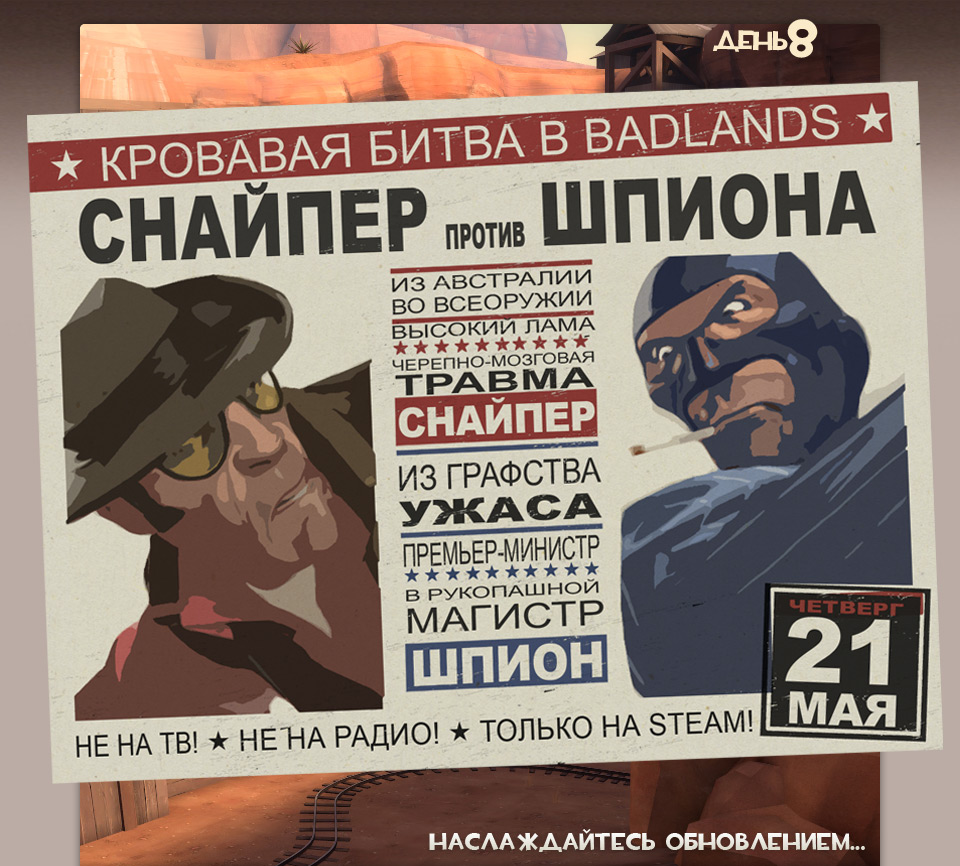 ДЕНЬ 8
★ КРОВАВАЯ БИТВА В BADLANDS ★
СНАЙПЕР ПРОТИВ ШПИОНА
ИЗ АВСТРАЛИИ
ВО ВСЕОРУЖИИ
ВЫСОКИЙ ЛАМА
ЧЕРЕПНО-МОЗГОВАЯ
ТРАВМА
СНАЙПЕР
ИЗ ГРАФСТВА
УЖАСА
ПРЕМЬЕР-МИНИСТР
В РУКОПАШНОЙ
МАГИСТР
ШПИОН
ЧЕТВЕРГ
21
МАЯ
НЕ НА ТВ! ★ НЕ НА РАДИО! ★ ТОЛЬКО НА STEAM!
НАСЛАЖДАЙТЕСЬ ОБНОВЛЕНИЕМ...